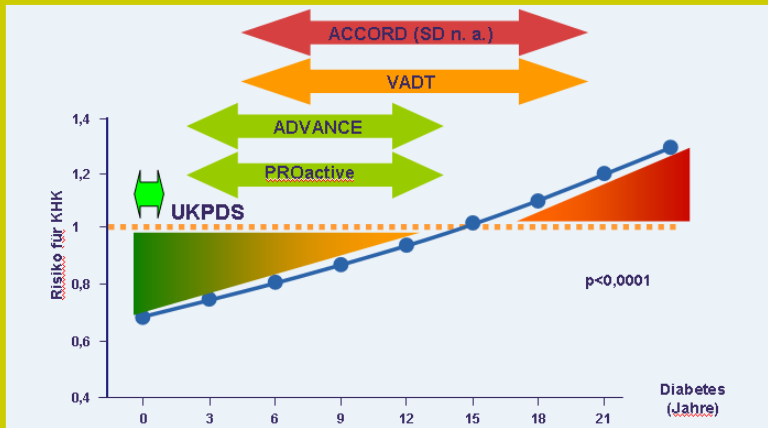 ACCORD (SD n. a.)
VADT
ADVANCE
PROactive
UKPDS
Risiko für KHK
1,4
1,2
1
0,8
0,6
0,4
p<0,0001
0 3 6 9 12 15 18 21
Diabetes
(Jahre)